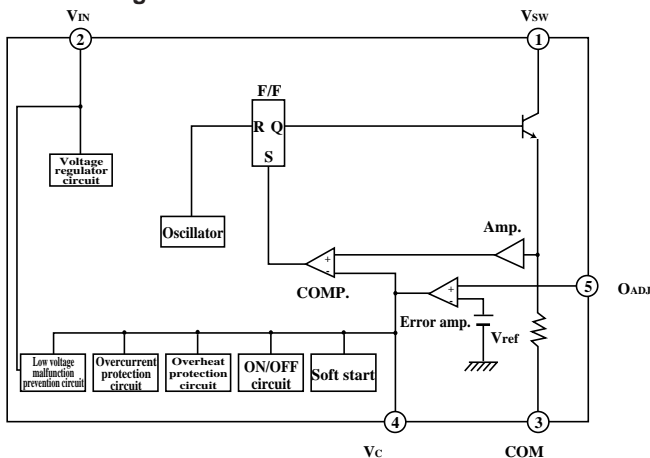 VIN
VSW
2
1
F/F
R Q
S
Voltage
regulator
circuit
Oscillator
Amp.
+
-
COMP.
+
-
5
OADJ
Error amp.
Vref
Low voltage
malfunction
prevention circuit
Overcurrent
protection
circuit
Overheat
protection
circuit
ON/OFF
circuit
Soft start
4
3
VC
COM